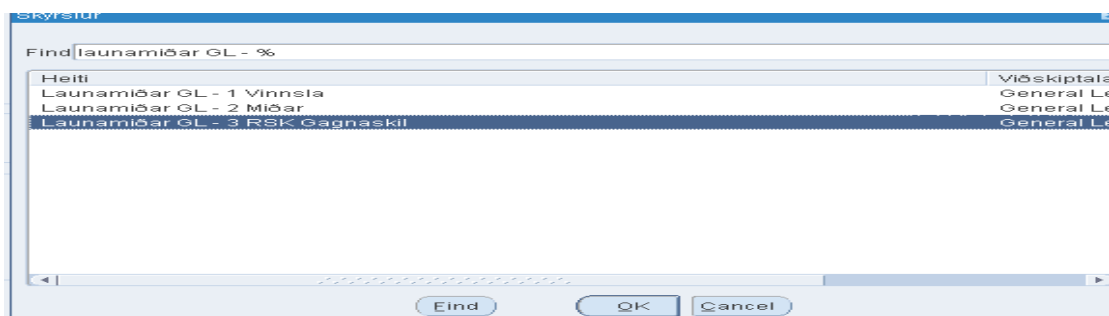 Skýrslur
Find launamiðar GL - %
Heiti Viðskiptala
Launamiðar GL - 1 Vinnsla General Le
Launamiðar GL - 2 Miðar General Le
Launamiðar GL - 3 RSK Gagnaskil General Le
Find OK Cancel